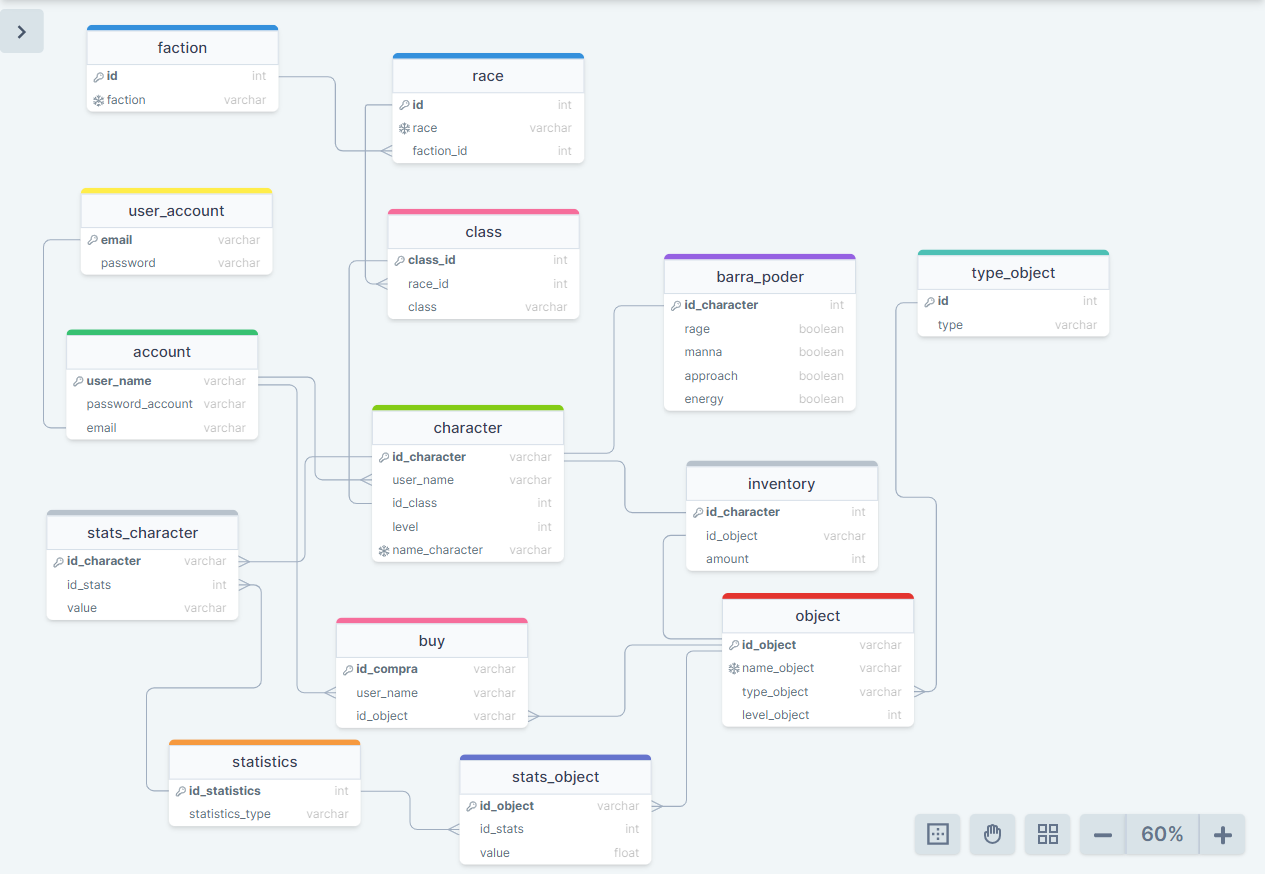 faction
id int
faction varchar
race
id int
race varchar
faction_id int
user_account
email varchar
password varchar
class
class_id int
race_id int
class varchar
barra_poder
id_character int
rage boolean
manna boolean
approach boolean
energy boolean
type_object
id int
type varchar
account
user_name varchar
password_account varchar
email varchar
character
id_character varchar
user_name varchar
id_class int
level int
name_character varchar
inventory
id_character int
id_object varchar
amount int
stats_character
id_character varchar
id_stats int
value varchar
object
id_object varchar
name_object varchar
type_object varchar
level_object int
buy
id_compra varchar
user_name varchar
id_object varchar
statistics
id_statistics int
statistics_type varchar
stats_object
id_object varchar
id_stats int
value float
60%